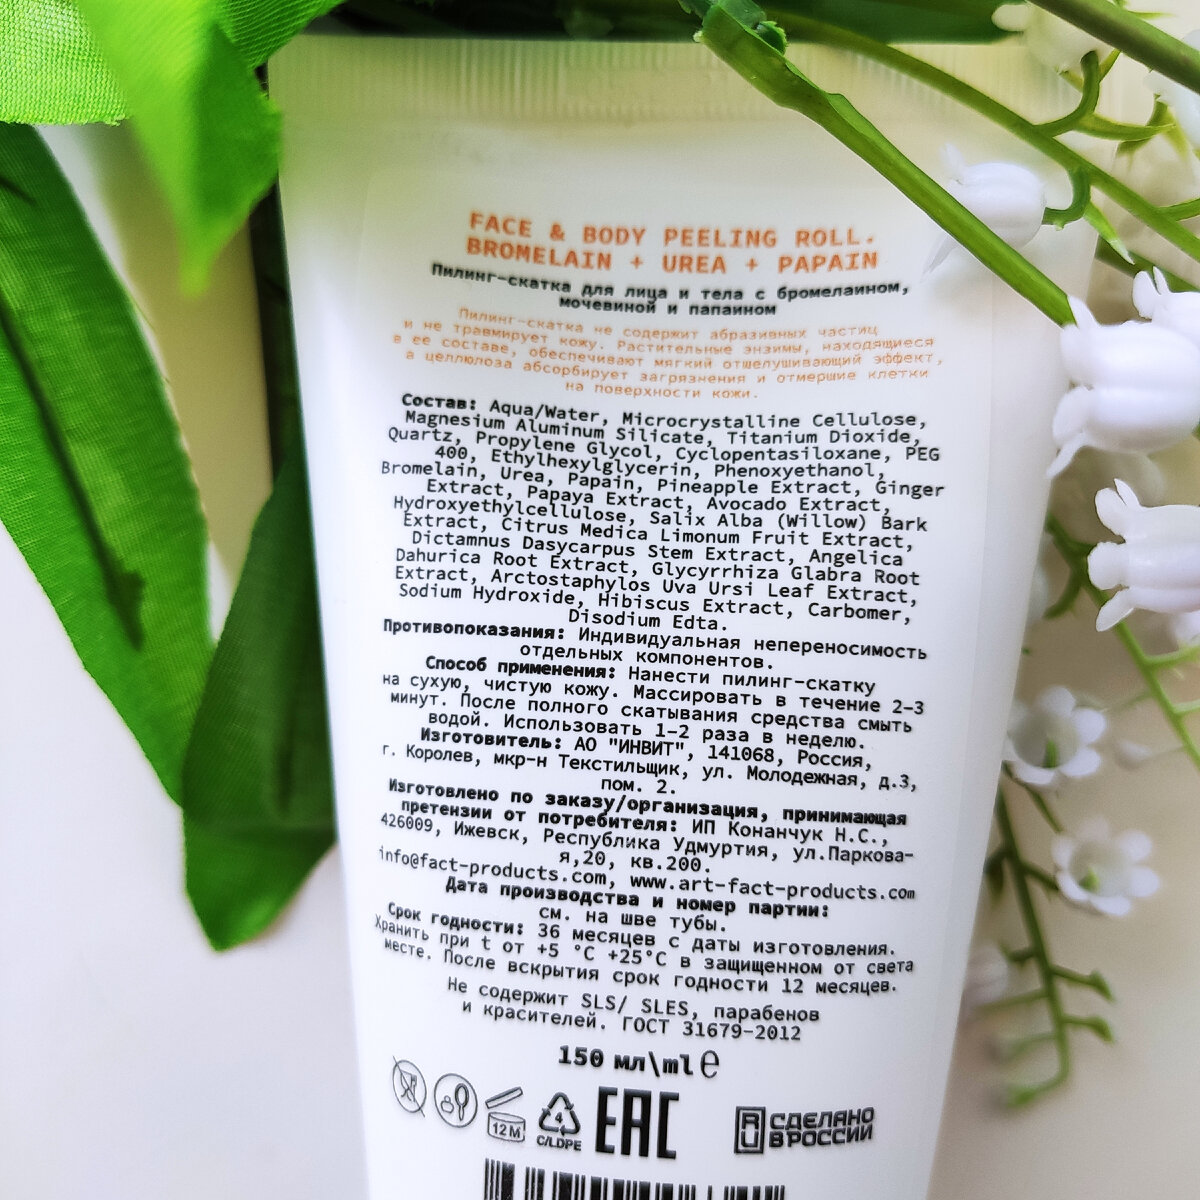 FACE & BODY PEELING ROLL.
BROMELAIN + UREA + PAPAIN
Пилинг-скатка для лица и тела с бромелаином,
мочевиной и папаином
Пилинг-скатка не содержит абразивных частиц
и не травмирует кожу. Растительные энзимы, находящиеся
в ее составе, обеспечивают мягкий отшелушивающий эффект,
а целлюлоза абсорбирует загрязнения и отмершие клетки
на поверхности кожи.
Состав: Aqua/Water, Microcrystalline Cellulose,
Magnesium Aluminum Silicate, Titanium Dioxide,
Quartz, Propylene Glycol, Cyclopentasiloxane, PEG
400, Ethylhexylglycerin, Phenoxyethanol,
Bromelain, Urea, Papain, Pineapple Extract, Ginger
Extract, Papaya Extract, Avocado Extract,
Hydroxyethylcellulose, Salix Alba (Willow) Bark
Extract, Citrus Medica Limonum Fruit Extract,
Dictamnus Dasycarpus Stem Extract, Angelica
Dahurica Root Extract, Glycyrrhiza Glabra Root
Extract, Arctostaphylos Uva Ursi Leaf Extract,
Sodium Hydroxide, Hibiscus Extract, Carbomer,
Disodium Edta.
Противопоказания: Индивидуальная непереносимость
отдельных компонентов.
Способ применения: Нанести пилинг-скатку
на сухую, чистую кожу. Массировать в течение 2-3
минут. После полного скатывания средства смыть
водой. Использовать 1-2 раза в неделю.
Изготовитель: АО "ИНВИТ", 141068, Россия,
г. Королев, мкр-н Текстильщик, ул. Молодежная, д.3,
пом. 2.
Изготовлено по заказу/организация, принимающая
претензии от потребителя: ИП Конанчук Н.С.,
426009, Ижевск, Республика Удмуртия, ул.Паркова-
я,20, кв.200.
info@fact-products.com, www.art-fact-products.com
Дата производства и номер партии:
см. на шве тубы.
Срок годности: 36 месяцев с даты изготовления.
Хранить при t от +5 °C +25°C в защищенном от света
месте. После вскрытия срок годности 12 месяцев.
Не содержит SLS/ SLES, парабенов
и красителей. ГОСТ 31679-2012
150 мл\ml e
12 M
4
C/LDPE
EAC
RU
СДЕЛАНО
В РОССИИ